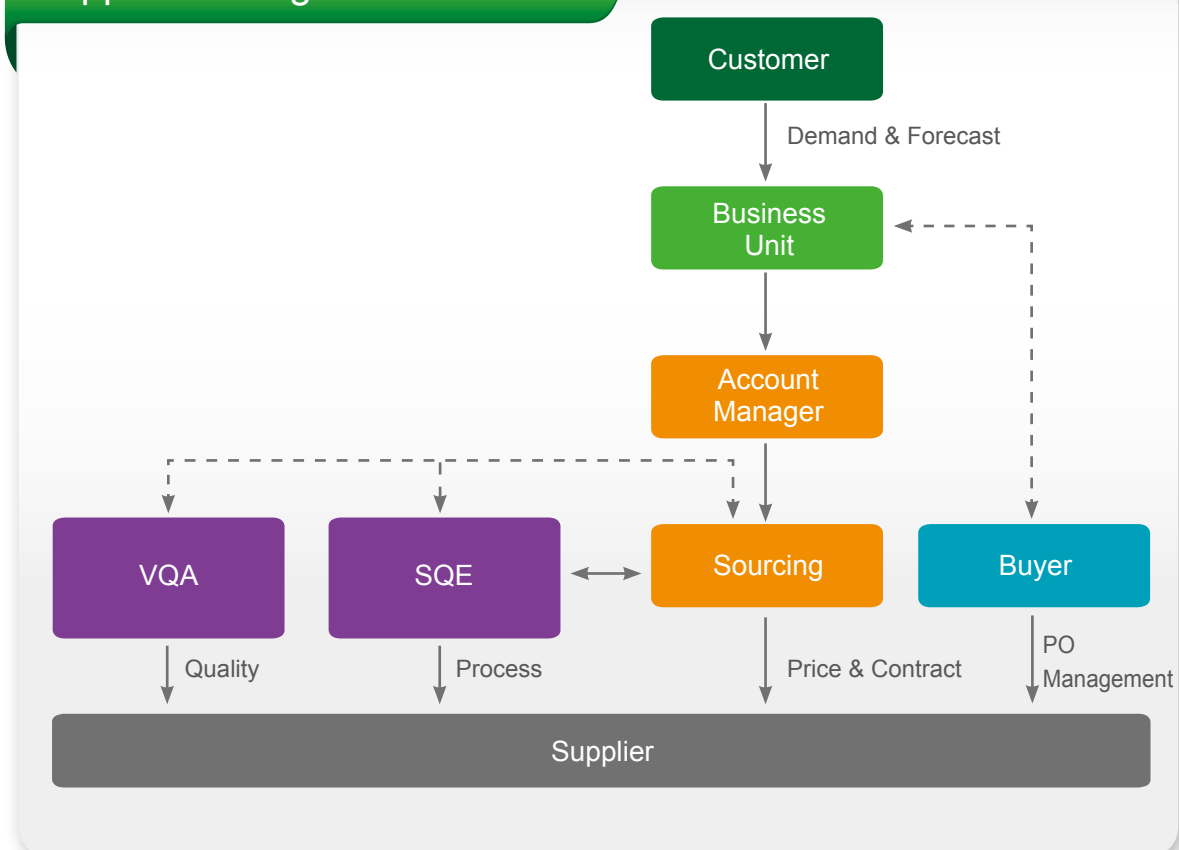 Customer
Demand & Forecast
Business
Unit
Account
Manager
VQA
SQE
Sourcing
Buyer
Quality
Process
Price & Contract
PO
Management
Supplier